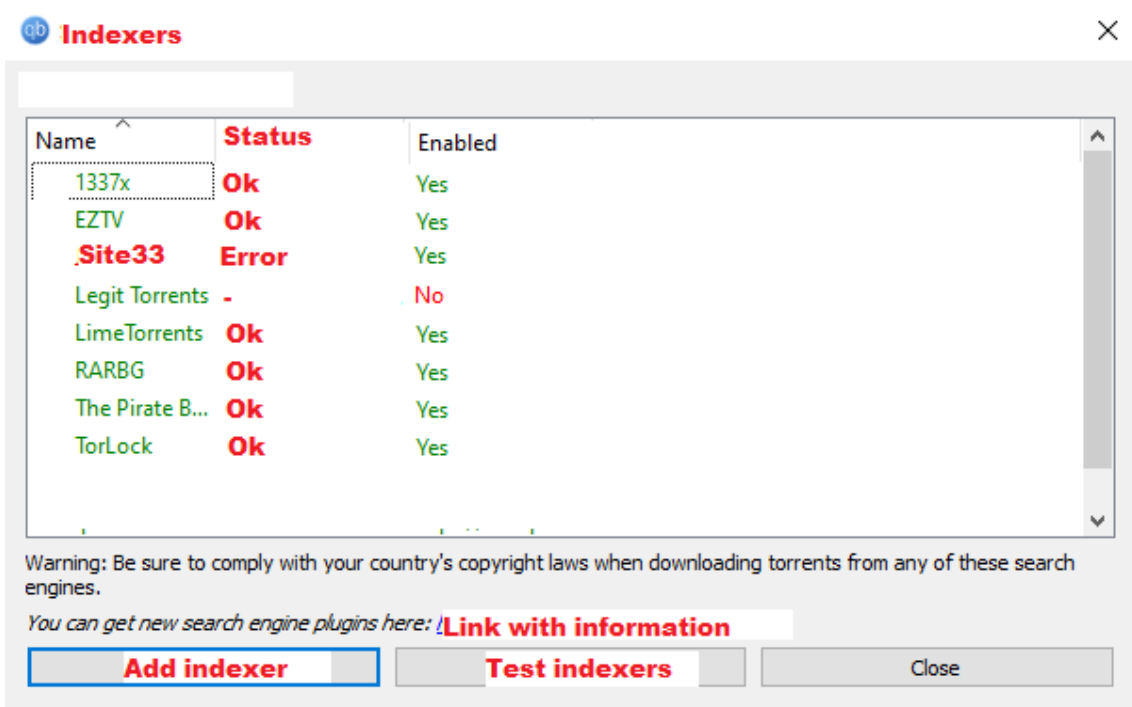 qb Indexers
Name Status Enabled
1337x Ok Yes
EZTV Ok Yes
Site33 Error Yes
Legit Torrents - No
LimeTorrents Ok Yes
RARBG Ok Yes
The Pirate B... Ok Yes
TorLock Ok Yes
Warning: Be sure to comply with your country's copyright laws when downloading torrents from any of these search
engines.
You can get new search engine plugins here: Link with information
Add indexer Test indexers Close